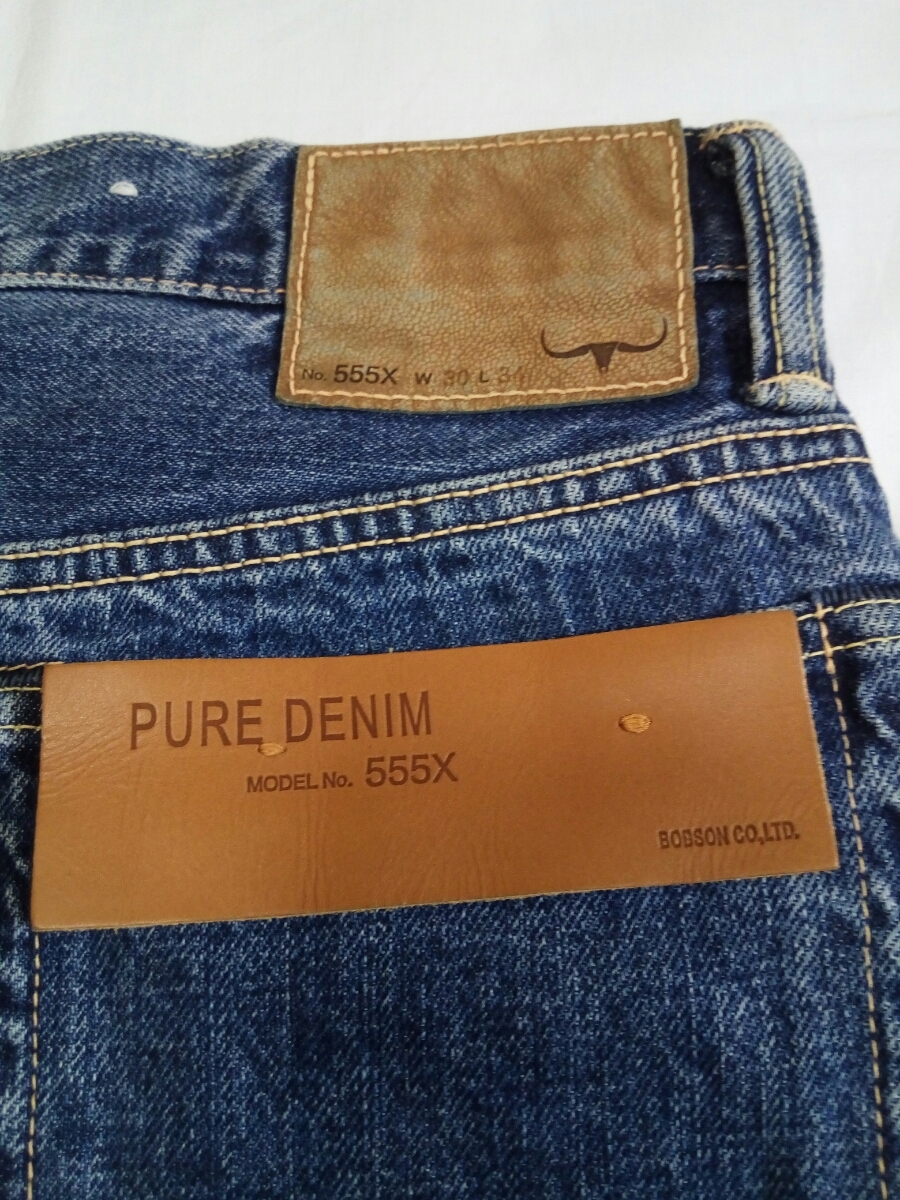 No. 555X W 30 L 34
PURE DENIM
MODEL No. 555X
BOBSON CO.,LTD.